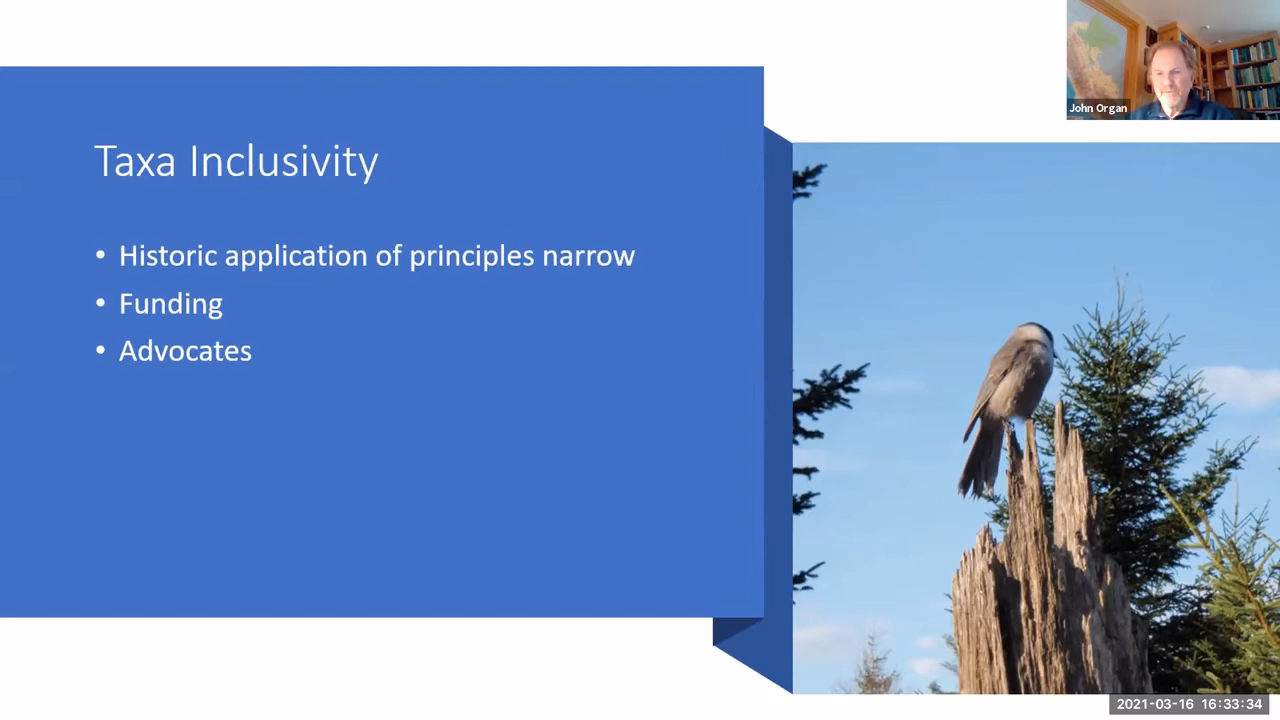 John Organ
Taxa Inclusivity
• Historic application of principles narrow
• Funding
• Advocates
2021-03-16 16:33:34